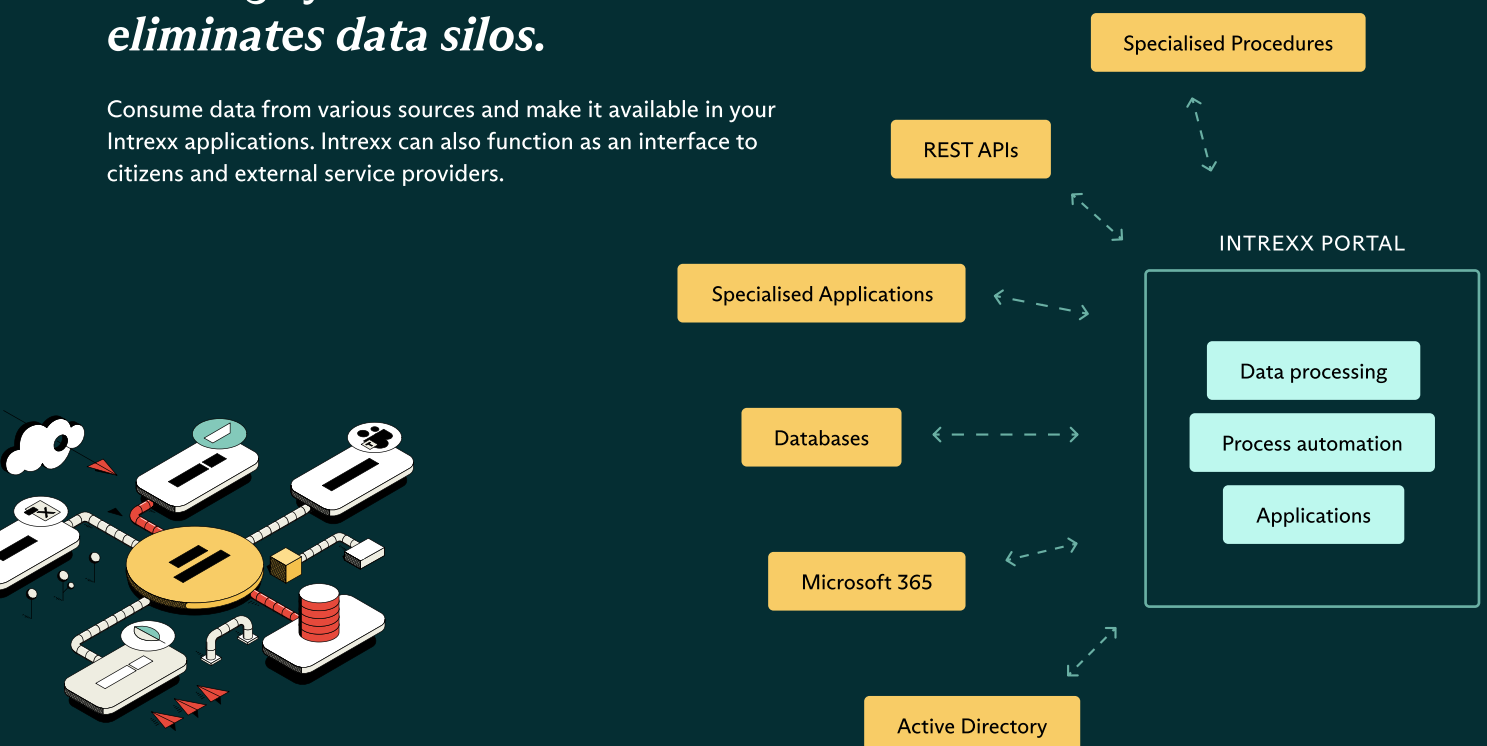 eliminates data silos.
Consume data from various sources and make it available in your
Intrexx applications. Intrexx can also function as an interface to
citizens and external service providers.
Specialised Procedures
REST APIs
INTREXX PORTAL
Specialised Applications
Data processing
Databases
Process automation
Applications
Microsoft 365
Active Directory